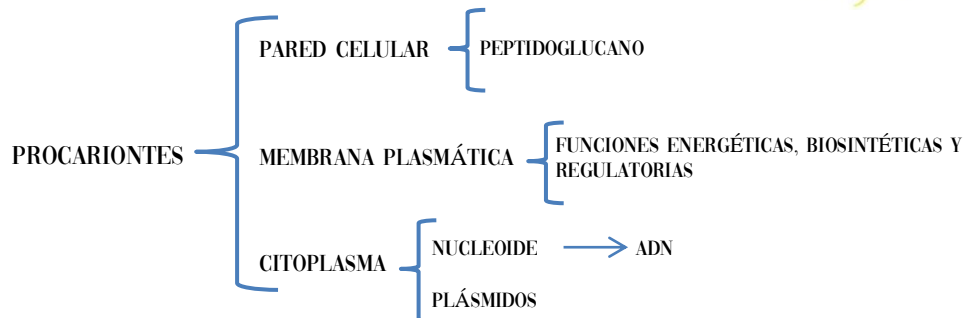 PARED CELULAR
PEPTIDOGLUCANO
PROCARIONTES
MEMBRANA PLASMÁTICA
FUNCIONES ENERGÉTICAS, BIOSINTÉTICAS Y
REGULATORIAS
CITOPLASMA
NUCLEOIDE
ADN
PLÁSMIDOS